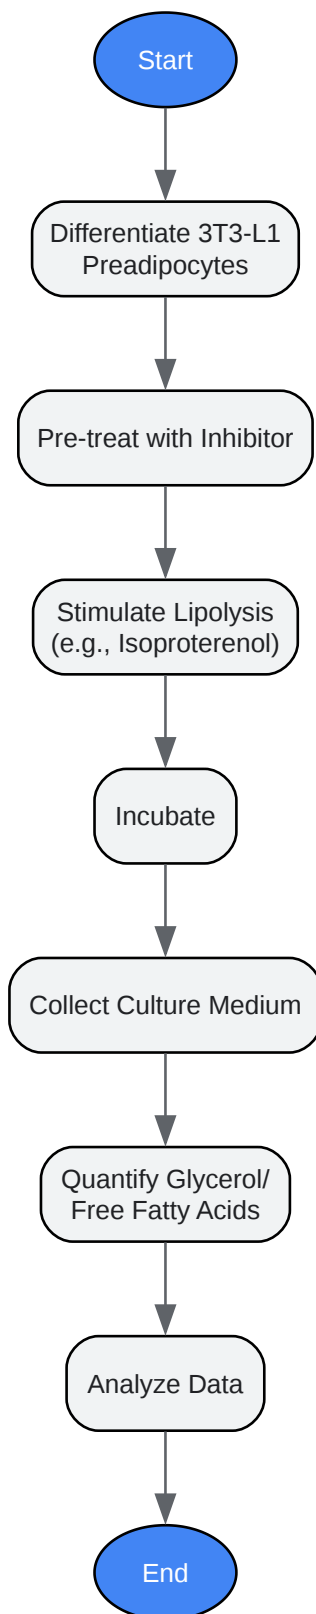 Start
Differentiate 3T3-L1
Preadipocytes
Pre-treat with Inhibitor
Stimulate Lipolysis
(e.g., Isoproterenol)
Incubate
Collect Culture Medium
Quantify Glycerol/
Free Fatty Acids
Analyze Data
End